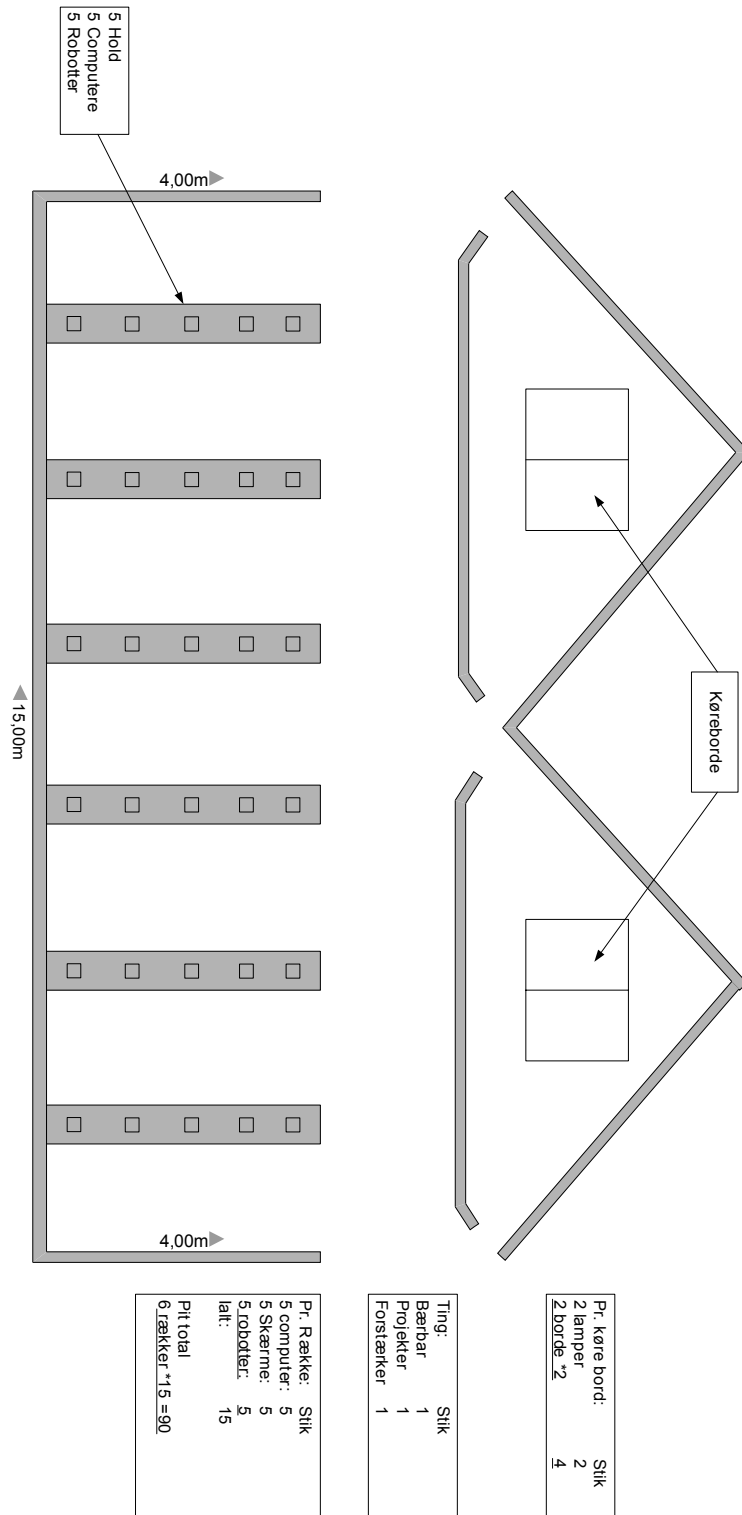 5 Hold
5 Computere
5 Robotter
4,00m
15,00m
4,00m
Køreborde
Pr. køre bord: Stik
2 lamper 2
2 borde *2 4
Ting: Stik
Bærbar 1
Projekter 1
Forstærker 1
Pr. Række: Stik
5 computer: 5
5 Skærme: 5
5 robotter: 5
Ialt: 15
Pit total
6 rækker *15 =90